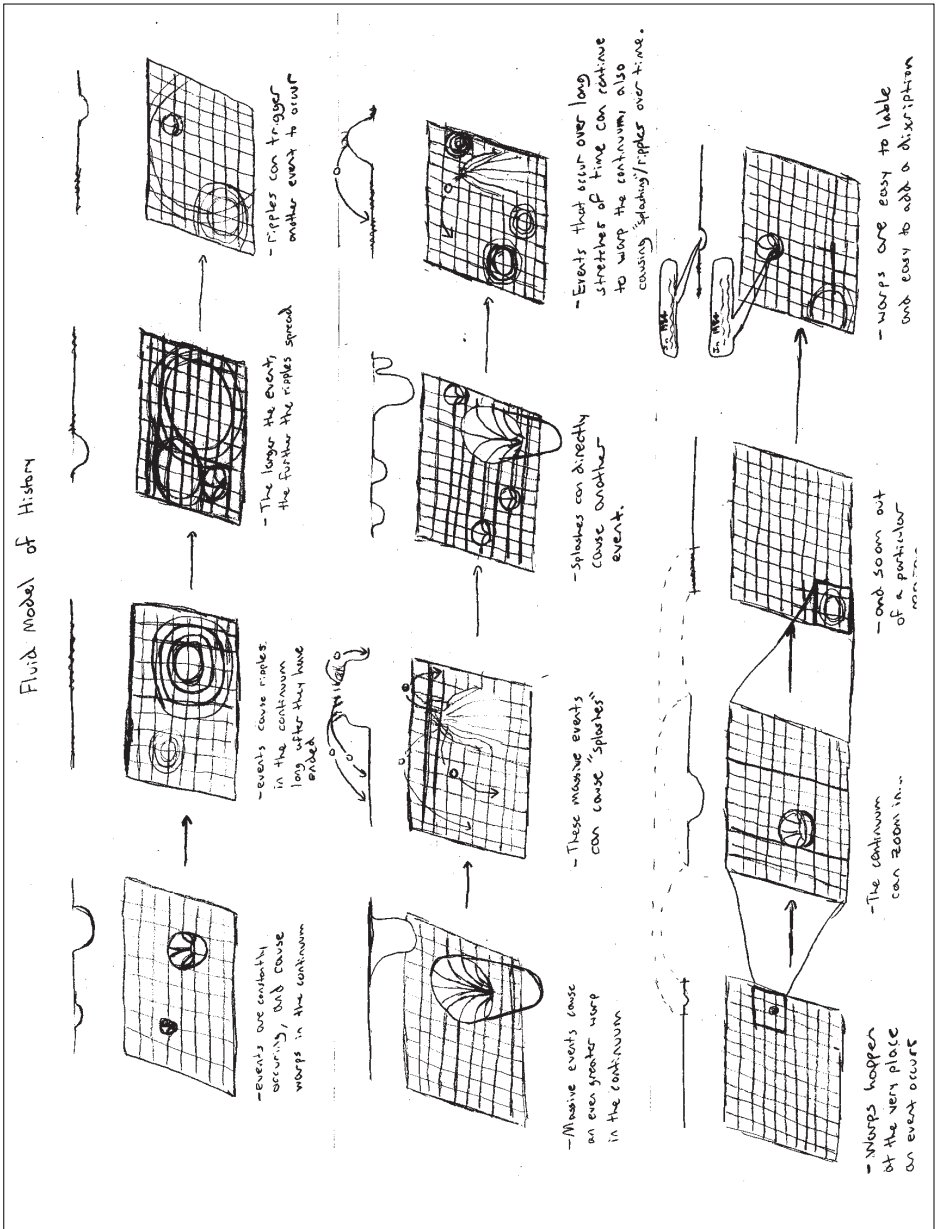 Fluid Model of History
- events are constantly
occuring, and cause
warps in the continuum
- events cause ripples
in the continuum
long after they have
ended
- The larger the event,
the further the ripples spread
- ripples can trigger
another event to occur
- Massive events cause
an even greater warp
in the continuum
- These massive events
can cause "splashes"
- Splashes can directly
cause another
event.
- Events that occur over long
stretches of time can continue
to warp the continuum, also
causing "splashing"/ripples over time.
- Warps happen
at the very place
an event occurs
- The continuum
can zoom in...
- and zoom out
of a particular
- warps are easy to lable
and easy to add a discription
In
In